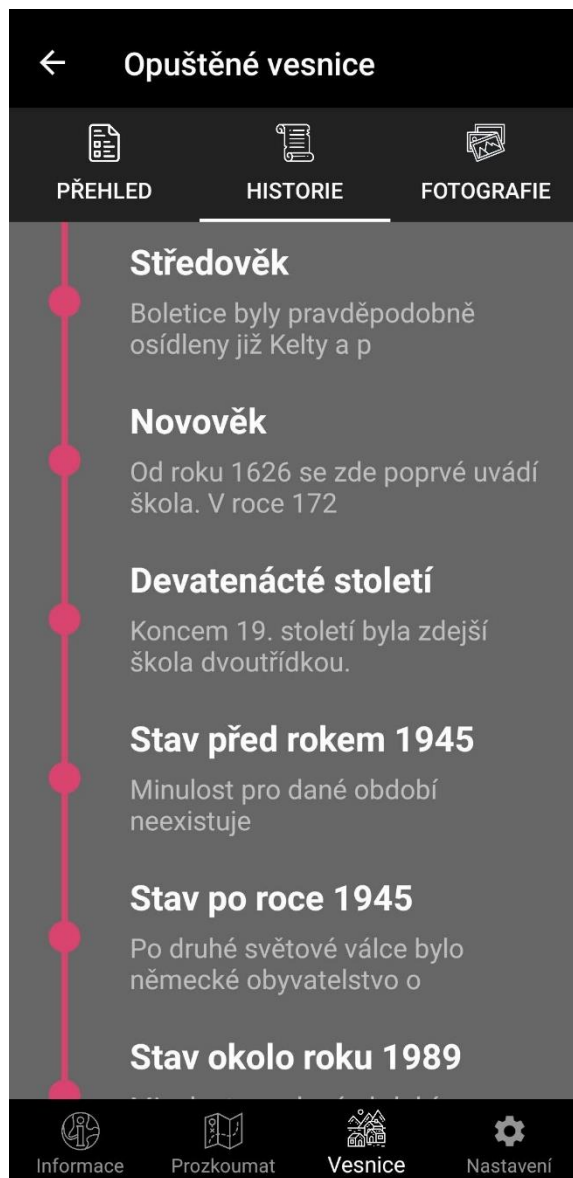 Opuštěné vesnice
PŘEHLED
HISTORIE
FOTOGRAFIE
Středověk
Boletice byly pravděpodobně
osídleny již Kelty a p
Novověk
Od roku 1626 se zde poprvé uvádí
škola. V roce 172
Devatenácté století
Koncem 19. století byla zdejší
škola dvoutřídkou.
Stav před rokem 1945
Minulost pro dané období
neexistuje
Stav po roce 1945
Po druhé světové válce bylo
německé obyvatelstvo o
Stav okolo roku 1989
Informace
Prozkoumat
Vesnice
Nastavení